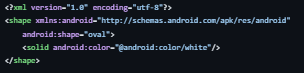 <?xml version="1.0" encoding="utf-8"?>
<shape xmlns:android="http://schemas.android.com/apk/res/android"
    android:shape="oval">
    <solid android:color="@android:color/white"/>
</shape>